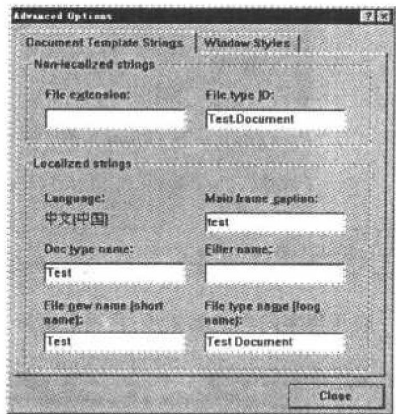 Advanced Options
Document Template Strings Window Styles
Non-localized strings
File extension: File type ID:
Test.Document
Localized strings
Language: Main frame caption:
中文[中国] test
Doc type name: Filter name:
Test
File new name [short name]: File type name [long name]:
Test Test Document
Close